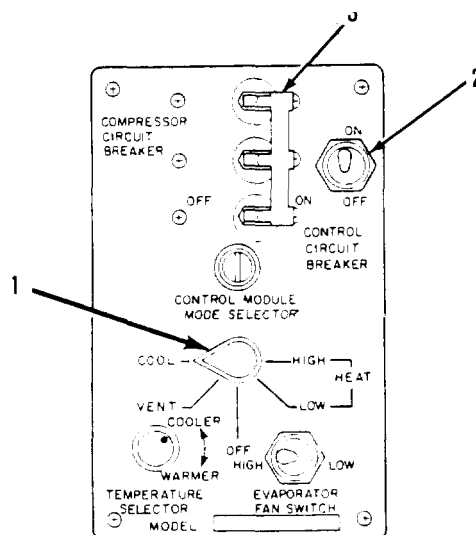 2
ON
COMPRESSOR
CIRCUIT
BREAKER
OFF
ON
OFF
CONTROL
CIRCUIT
BREAKER
1
CONTROL MODULE
MODE SELECTOR
COOL
HIGH
HEAT
VENT
LOW
COOLER
OFF
HIGH
LOW
WARMER
TEMPERATURE
SELECTOR
EVAPORATOR
FAN SWITCH
MODEL